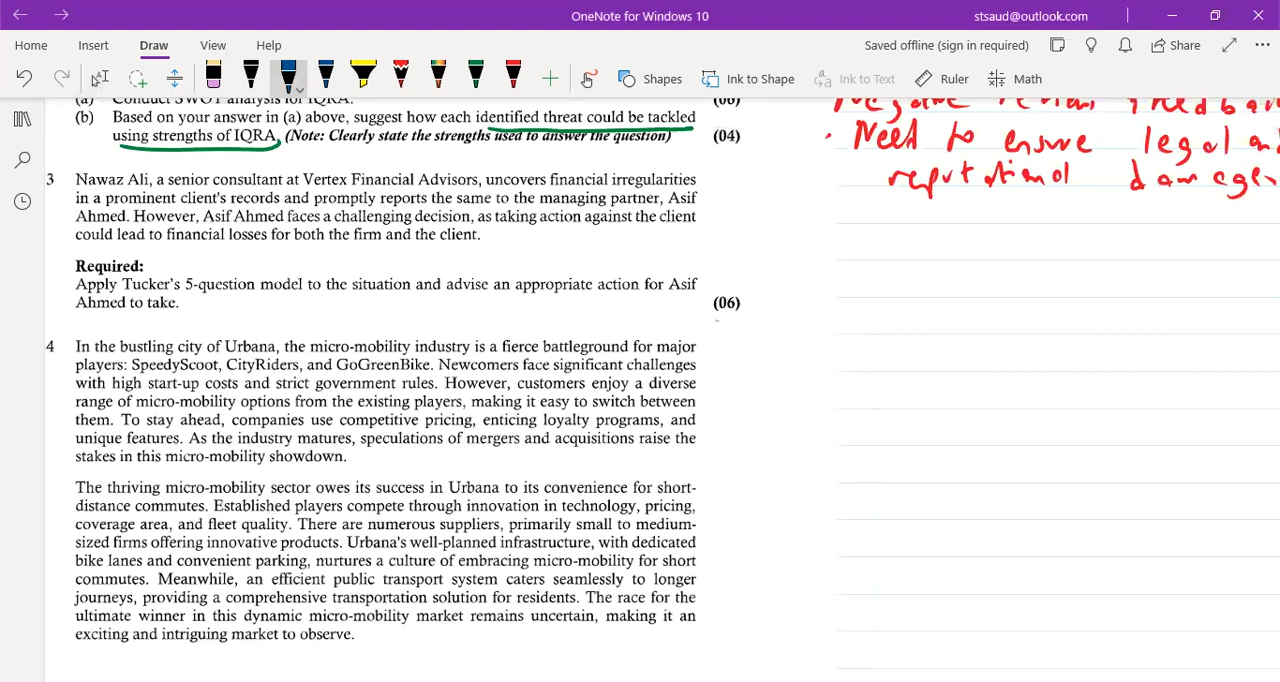 OneNote for Windows 10
stsaud@outlook.com
Home Insert Draw View Help
Saved offline (sign in required)
Share
Shapes
Ink to Shape
Ink to Text
Ruler
Math
(a) Conduct SWOT analysis for IQRA. (06)
(b) Based on your answer in (a) above, suggest how each identified threat could be tackled
using strengths of IQRA. (Note: Clearly state the strengths used to answer the question) (04)
Need to ensure legal an
reputational damage
3 Nawaz Ali, a senior consultant at Vertex Financial Advisors, uncovers financial irregularities
in a prominent client's records and promptly reports the same to the managing partner, Asif
Ahmed. However, Asif Ahmed faces a challenging decision, as taking action against the client
could lead to financial losses for both the firm and the client.
Required:
Apply Tucker's 5-question model to the situation and advise an appropriate action for Asif
Ahmed to take. (06)
4 In the bustling city of Urbana, the micro-mobility industry is a fierce battleground for major
players: SpeedyScoot, CityRiders, and GoGreenBike. Newcomers face significant challenges
with high start-up costs and strict government rules. However, customers enjoy a diverse
range of micro-mobility options from the existing players, making it easy to switch between
them. To stay ahead, companies use competitive pricing, enticing loyalty programs, and
unique features. As the industry matures, speculations of mergers and acquisitions raise the
stakes in this micro-mobility showdown.
The thriving micro-mobility sector owes its success in Urbana to its convenience for short-
distance commutes. Established players compete through innovation in technology, pricing,
coverage area, and fleet quality. There are numerous suppliers, primarily small to medium-
sized firms offering innovative products. Urbana's well-planned infrastructure, with dedicated
bike lanes and convenient parking, nurtures a culture of embracing micro-mobility for short
commutes. Meanwhile, an efficient public transport system caters seamlessly to longer
journeys, providing a comprehensive transportation solution for residents. The race for the
ultimate winner in this dynamic micro-mobility market remains uncertain, making it an
exciting and intriguing market to observe.